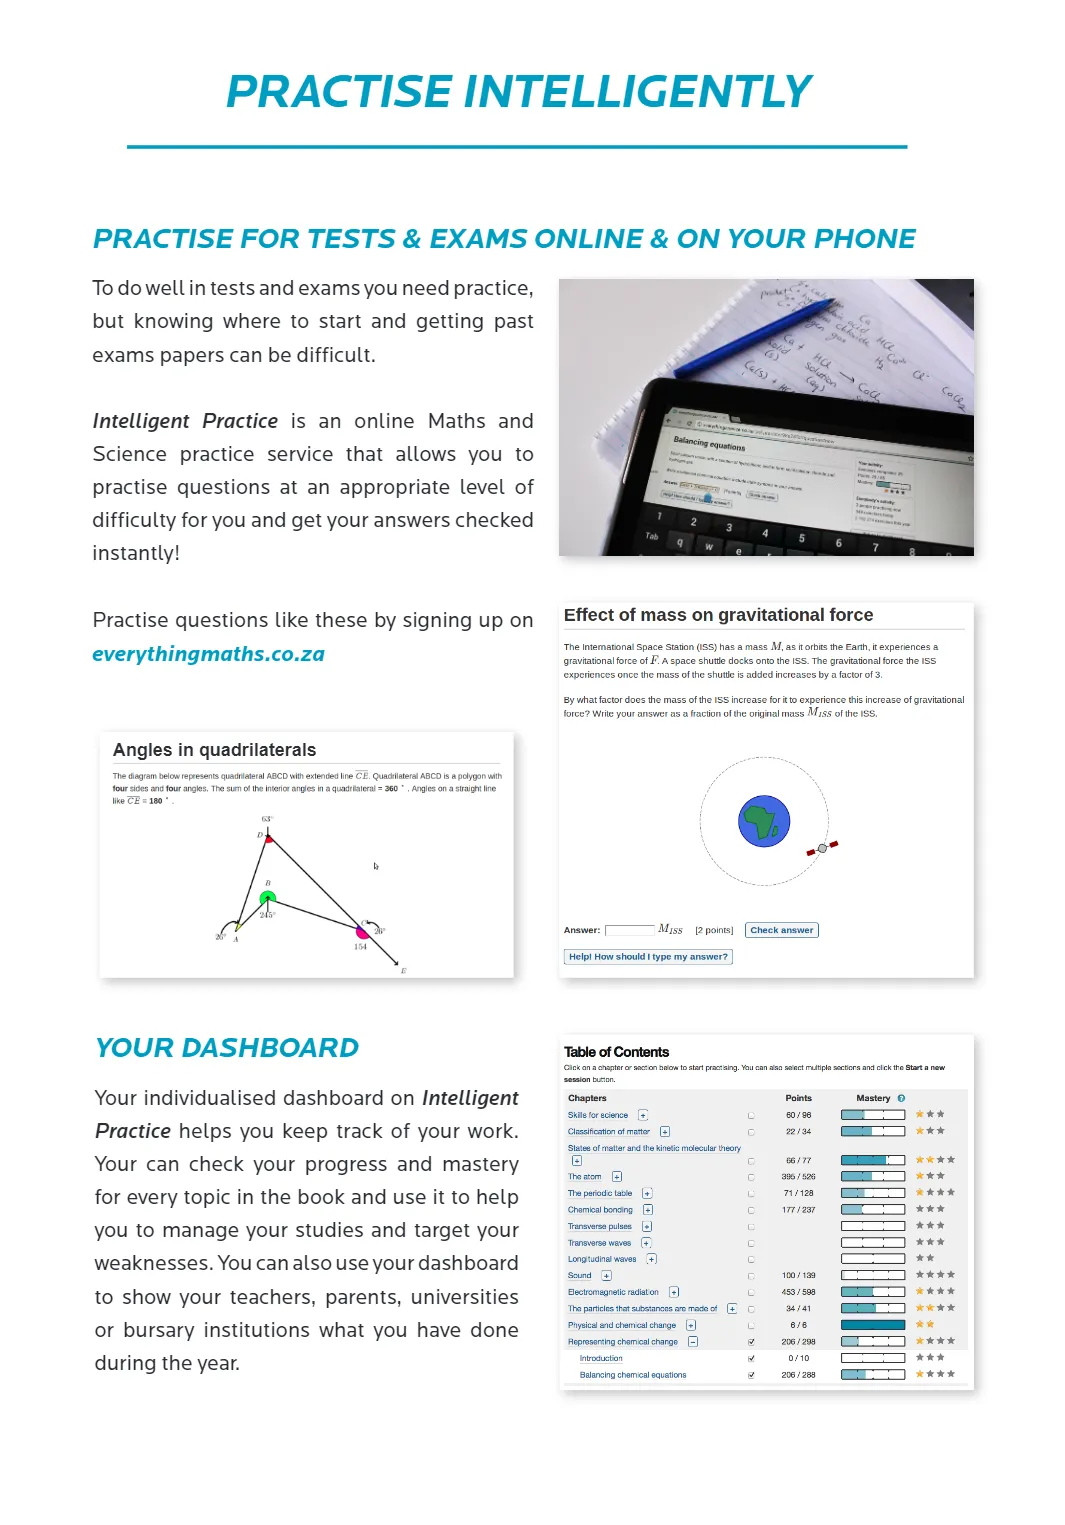 PRACTISE INTELLIGENTLY
PRACTISE FOR TESTS & EXAMS ONLINE & ON YOUR PHONE
To do well in tests and exams you need practice,
but knowing where to start and getting past
exams papers can be difficult.
Intelligent Practice is an online Maths and
Science practice service that allows you to
practise questions at an appropriate level of
difficulty for you and get your answers checked
instantly!
Practise questions like these by signing up on
everythingmaths.co.za
Balancing equations
1 2 3 4 5 6 7 8
Tab q w e
Effect of mass on gravitational force
The International Space Station (ISS) has a mass M, as it orbits the Earth, it experiences a
gravitational force of F. A space shuttle docks onto the ISS. The gravitational force the ISS
experiences once the mass of the shuttle is added increases by a factor of 3.
By what factor does the mass of the ISS increase for it to experience this increase of gravitational
force? Write your answer as a fraction of the original mass M_ISS of the ISS.
Answer: M_ISS [2 points] Check answer
Help! How should I type my answer?
Angles in quadrilaterals
The diagram below represents quadrilateral ABCD with extended line CE. Quadrilateral ABCD is a polygon with
four sides and four angles. The sum of the interior angles in a quadrilateral = 360 ° . Angles on a straight line
like CE = 180 ° .
63°
D
B
245°
26° A
C 26°
154
E
YOUR DASHBOARD
Your individualised dashboard on Intelligent
Practice helps you keep track of your work.
Your can check your progress and mastery
for every topic in the book and use it to help
you to manage your studies and target your
weaknesses. You can also use your dashboard
to show your teachers, parents, universities
or bursary institutions what you have done
during the year.
Table of Contents
Click on a chapter or section below to start practising. You can also select multiple sections and click the Start a new
session button.
Chapters Points Mastery ?
Skills for science + 60 / 96
Classification of matter + 22 / 34
States of matter and the kinetic molecular theory
+ 66 / 77
The atom + 395 / 526
The periodic table + 71 / 128
Chemical bonding + 177 / 237
Transverse pulses +
Transverse waves +
Longitudinal waves +
Sound + 100 / 139
Electromagnetic radiation + 453 / 598
The particles that substances are made of + 34 / 41
Physical and chemical change + 6 / 6
Representing chemical change − 206 / 298
Introduction 0 / 10
Balancing chemical equations 206 / 288